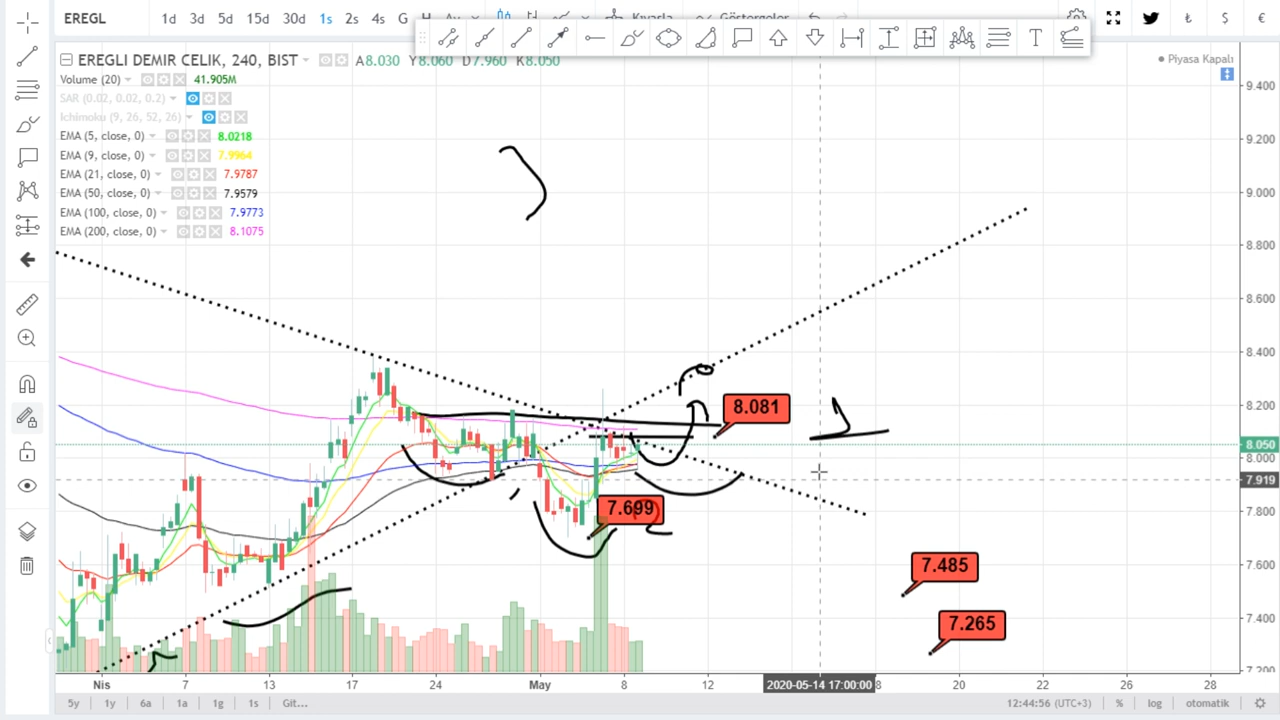 EREGL 1d 3d 5d 15d 30d 1s 2s 4s G H Kıyasla Göstergeler
₺ $ €
EREGLI DEMIR CELIK, 240, BIST A8.030 Y8.060 D7.960 K8.050
Piyasa Kapalı
Volume (20) 41.905M
SAR (0.02, 0.02, 0.2)
Ichimoku (9, 26, 52, 26)
EMA (5, close, 0) 8.0218
EMA (9, close, 0) 7.9964
EMA (21, close, 0) 7.9787
EMA (50, close, 0) 7.9579
EMA (100, close, 0) 7.9773
EMA (200, close, 0) 8.1075
9.400
9.200
9.000
8.800
8.600
8.400
8.200
8.050
8.000
7.919
7.800
7.600
7.400
7.200
8.081
7.699
7.485
7.265
Nis 7 13 17 24 May 8 12 2020-05-14 17:00:00 8 20 22 26 28
5y 1y 6a 1a 1g 1s Git... 12:44:56 (UTC+3) % log otomatik